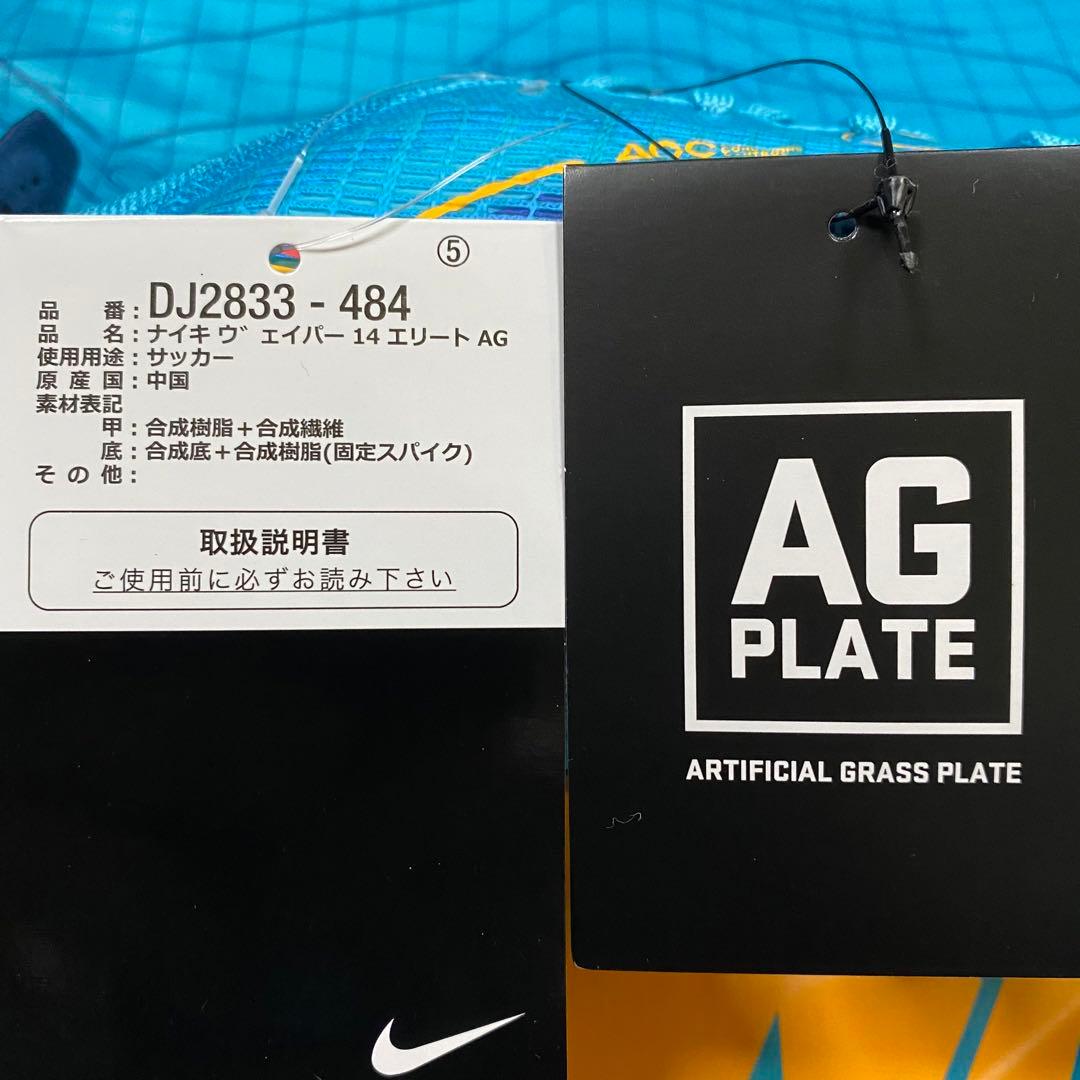 ACC
⑤
品番:DJ2833 - 484
品名:ナイキ ヴェイパー 14 エリート AG
使用用途:サッカー
原産国:中国
素材表記
甲:合成樹脂+合成繊維
底:合成底+合成樹脂(固定スパイク)
その他:
取扱説明書
ご使用前に必ずお読み下さい
AG
PLATE
ARTIFICIAL GRASS PLATE